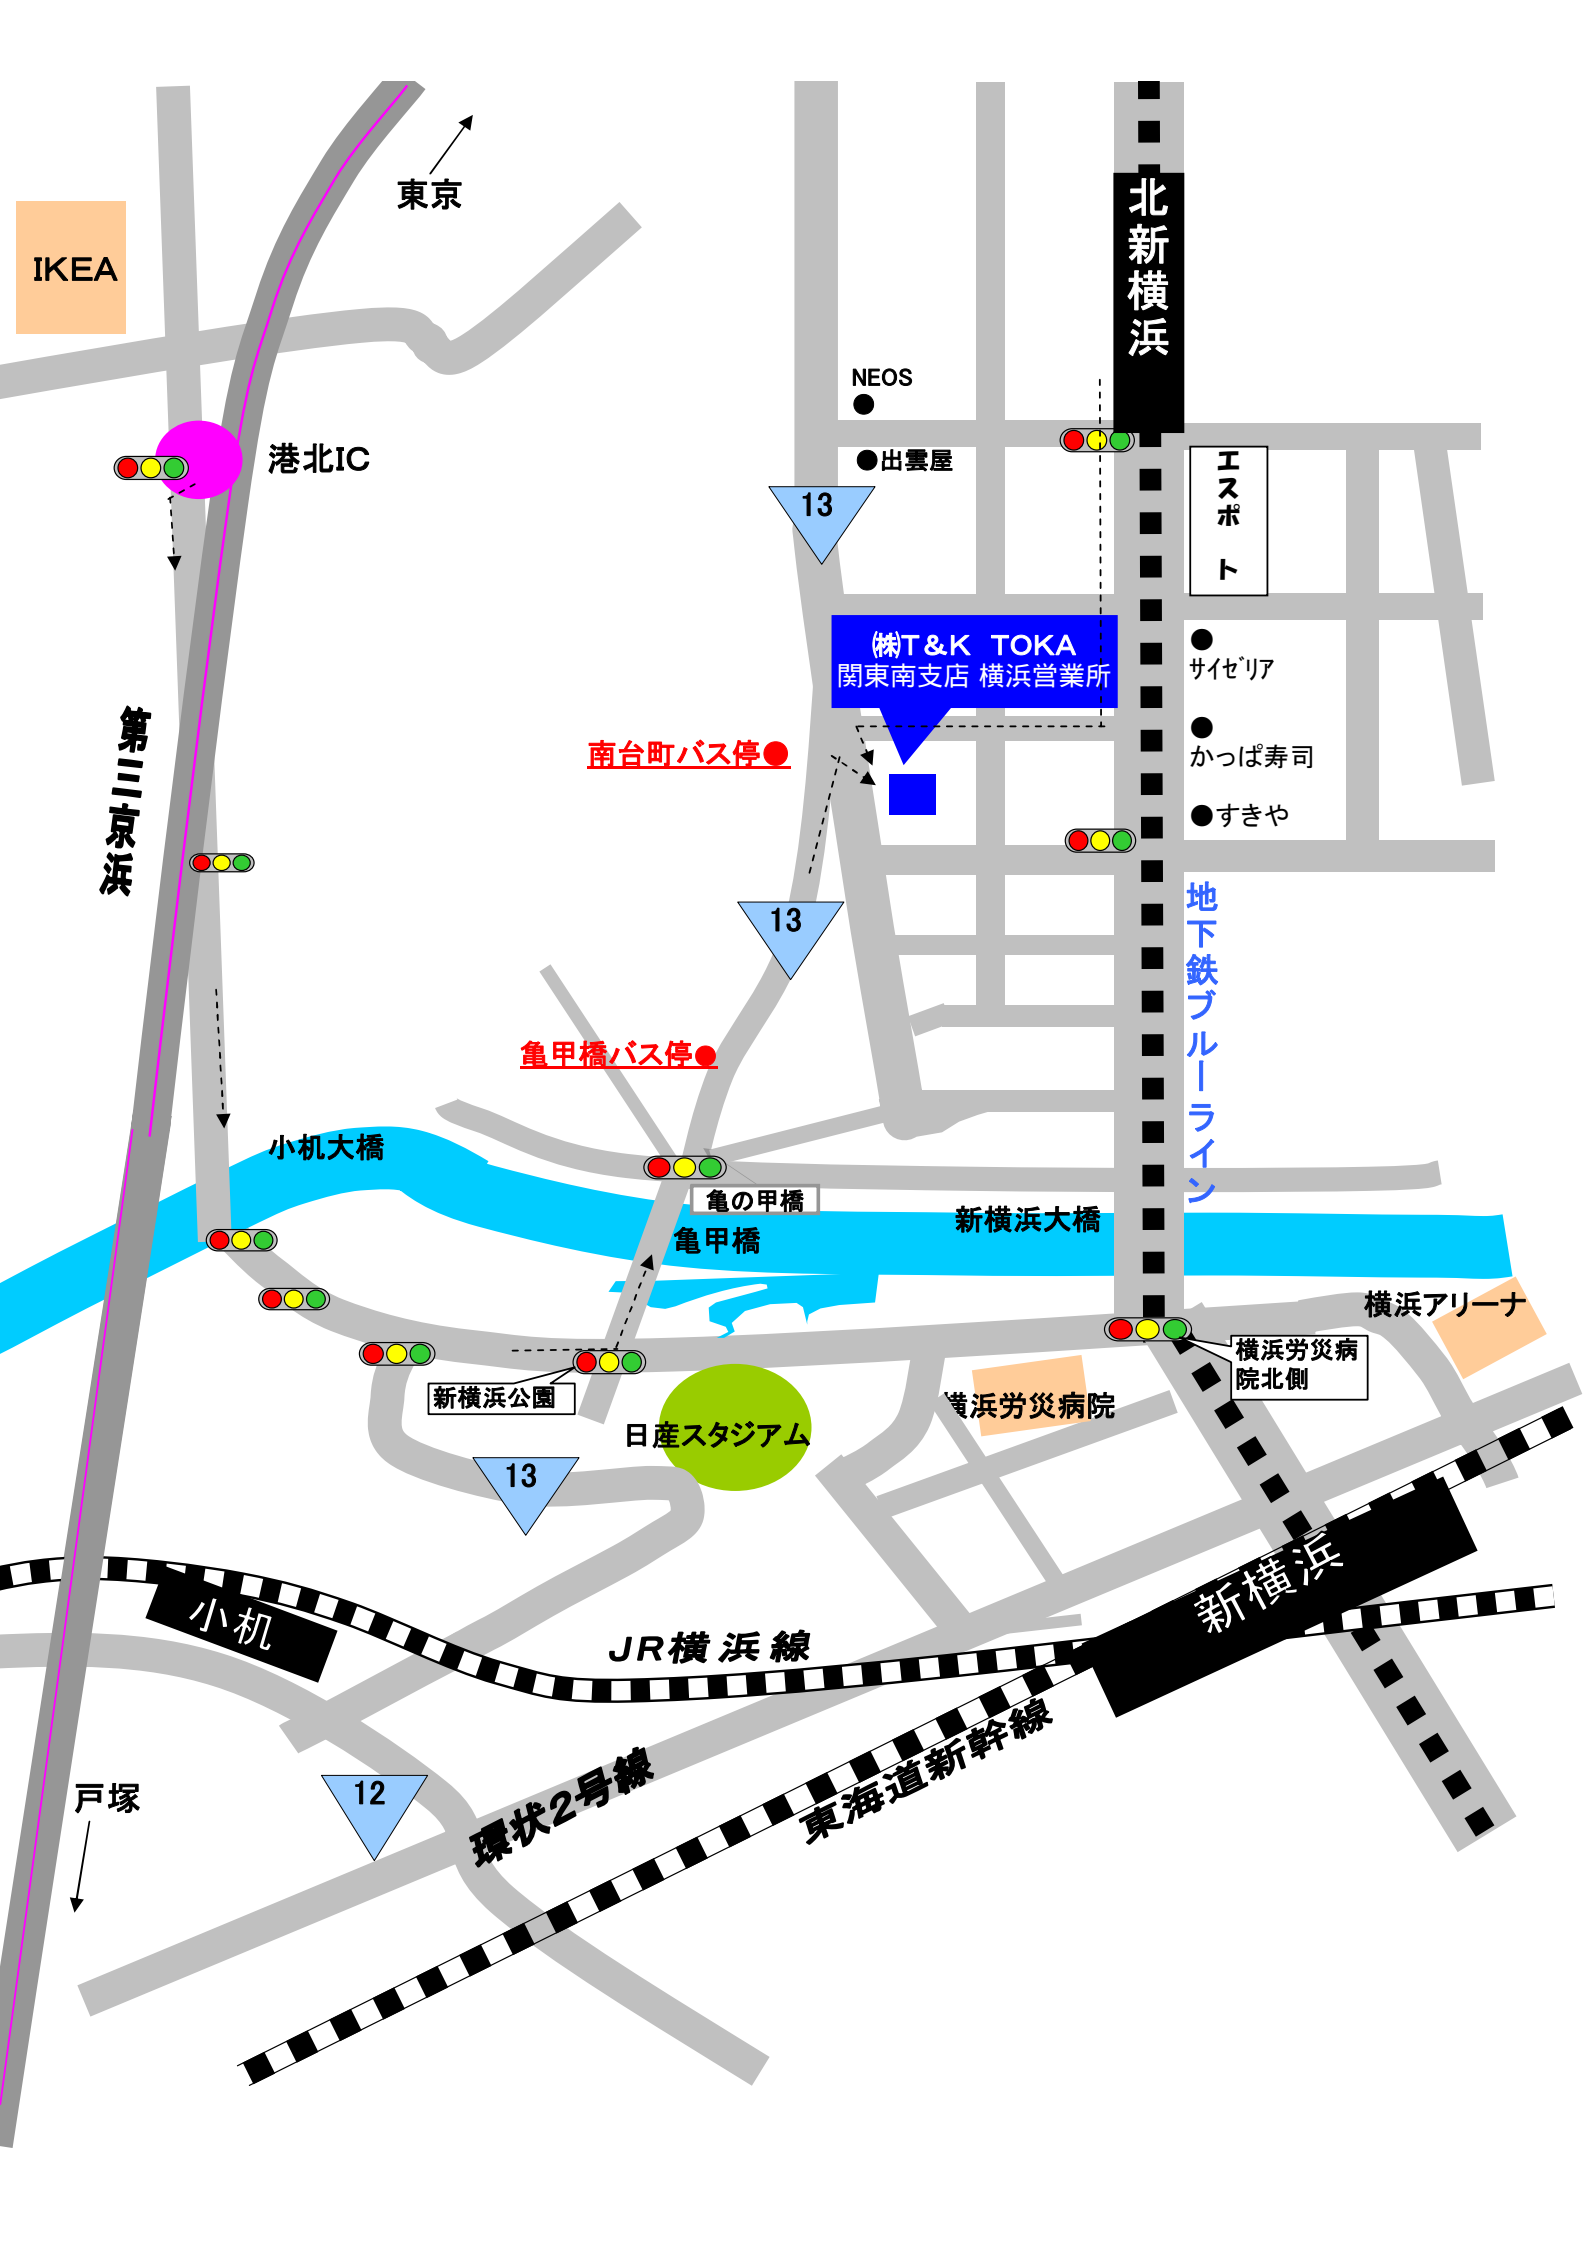 東京
北新横浜
IKEA
NEOS
港北IC
●出雲屋
エスポ ト
13
㈱T&K TOKA
関東南支店 横浜営業所
サイゼリア
第三京浜
南台町バス停●
かっぱ寿司
●すきや
地下鉄ブルーライン
13
亀甲橋バス停●
小机大橋
亀の甲橋
新横浜大橋
亀甲橋
横浜アリーナ
横浜労災病
院北側
新横浜公園
横浜労災病院
日産スタジアム
13
新横浜
小机
JR横浜線
東海道新幹線
環状2号線
戸塚
12